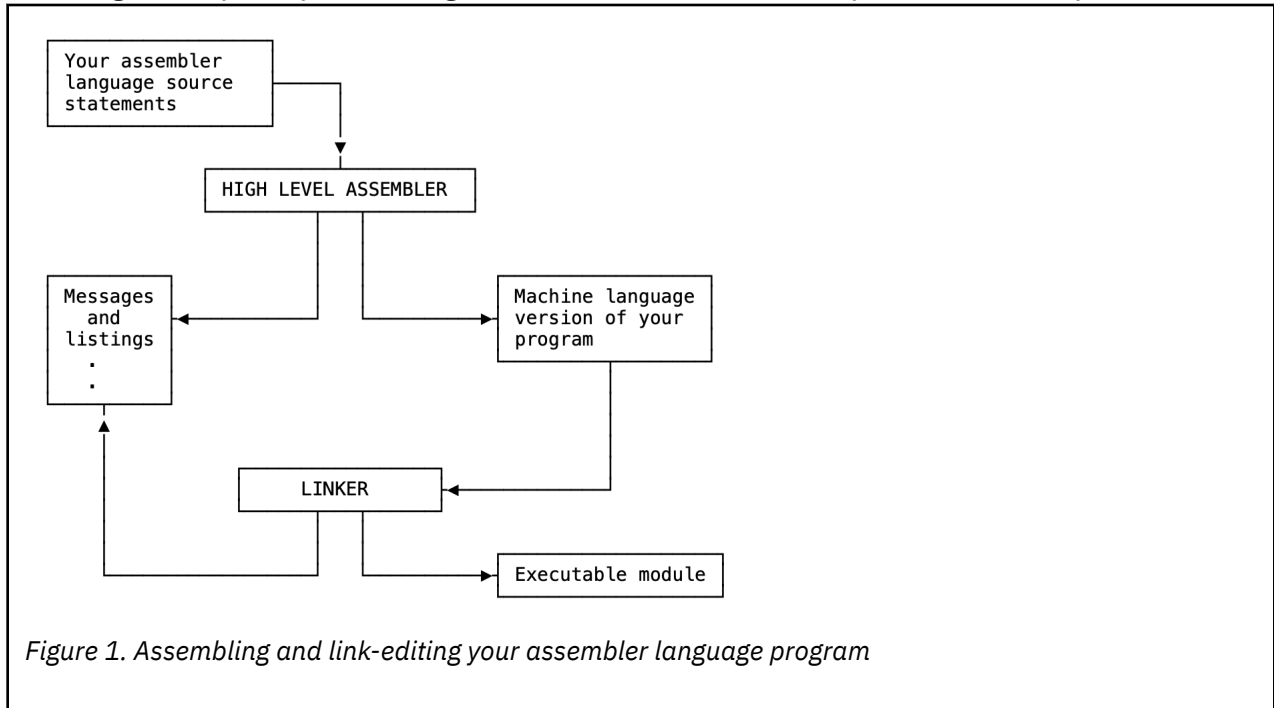 Your assembler
language source
statements
HIGH LEVEL ASSEMBLER
Messages
and
listings
.
.
Machine language
version of your
program
LINKER
Executable module
Figure 1. Assembling and link-editing your assembler language program